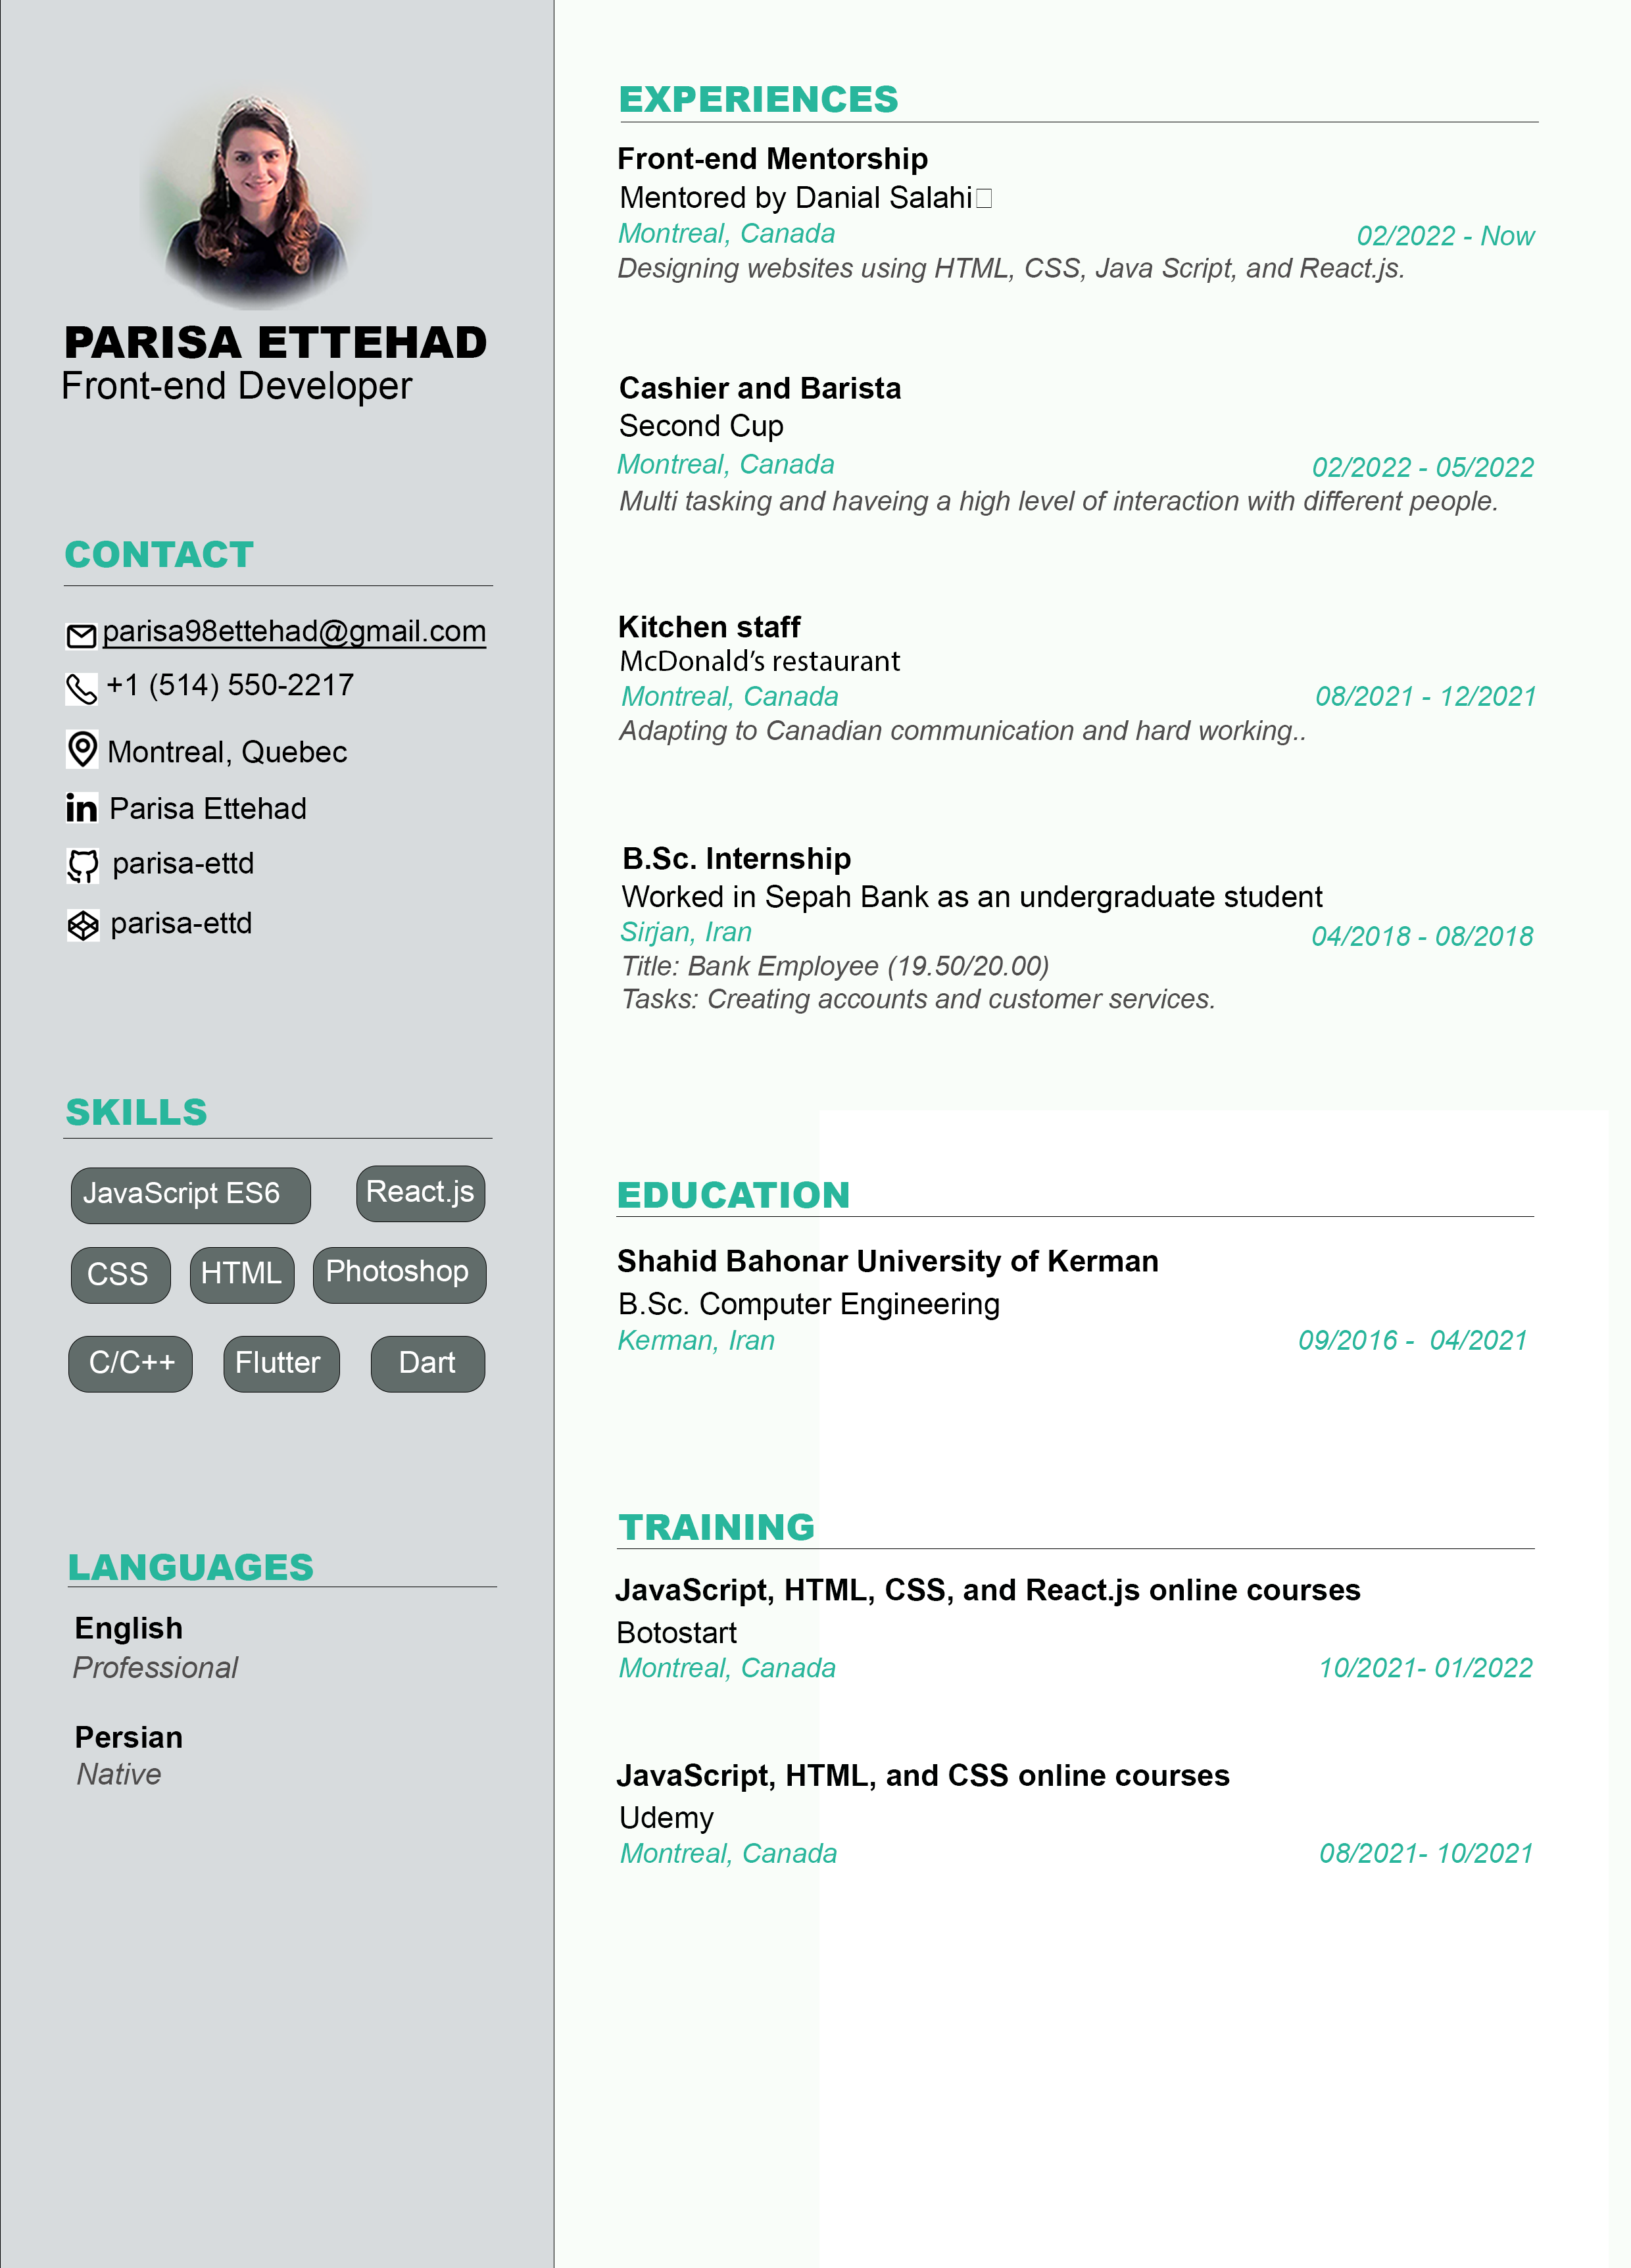 PARISA ETTEHAD
Front-end Developer
CONTACT
parisa98ettehad@gmail.com
+1 (514) 550-2217
Montreal, Quebec
in Parisa Ettehad
parisa-ettd
parisa-ettd
SKILLS
JavaScript ES6 React.js
CSS HTML Photoshop
C/C++ Flutter Dart
LANGUAGES
English
Professional
Persian
Native
EXPERIENCES
Front-end Mentorship
Mentored by Danial Salahi
Montreal, Canada 02/2022 - Now
Designing websites using HTML, CSS, Java Script, and React.js.
Cashier and Barista
Second Cup
Montreal, Canada 02/2022 - 05/2022
Multi tasking and haveing a high level of interaction with different people.
Kitchen staff
McDonald’s restaurant
Montreal, Canada 08/2021 - 12/2021
Adapting to Canadian communication and hard working..
B.Sc. Internship
Worked in Sepah Bank as an undergraduate student
Sirjan, Iran 04/2018 - 08/2018
Title: Bank Employee (19.50/20.00)
Tasks: Creating accounts and customer services.
EDUCATION
Shahid Bahonar University of Kerman
B.Sc. Computer Engineering
Kerman, Iran 09/2016 - 04/2021
TRAINING
JavaScript, HTML, CSS, and React.js online courses
Botostart
Montreal, Canada 10/2021- 01/2022
JavaScript, HTML, and CSS online courses
Udemy
Montreal, Canada 08/2021- 10/2021